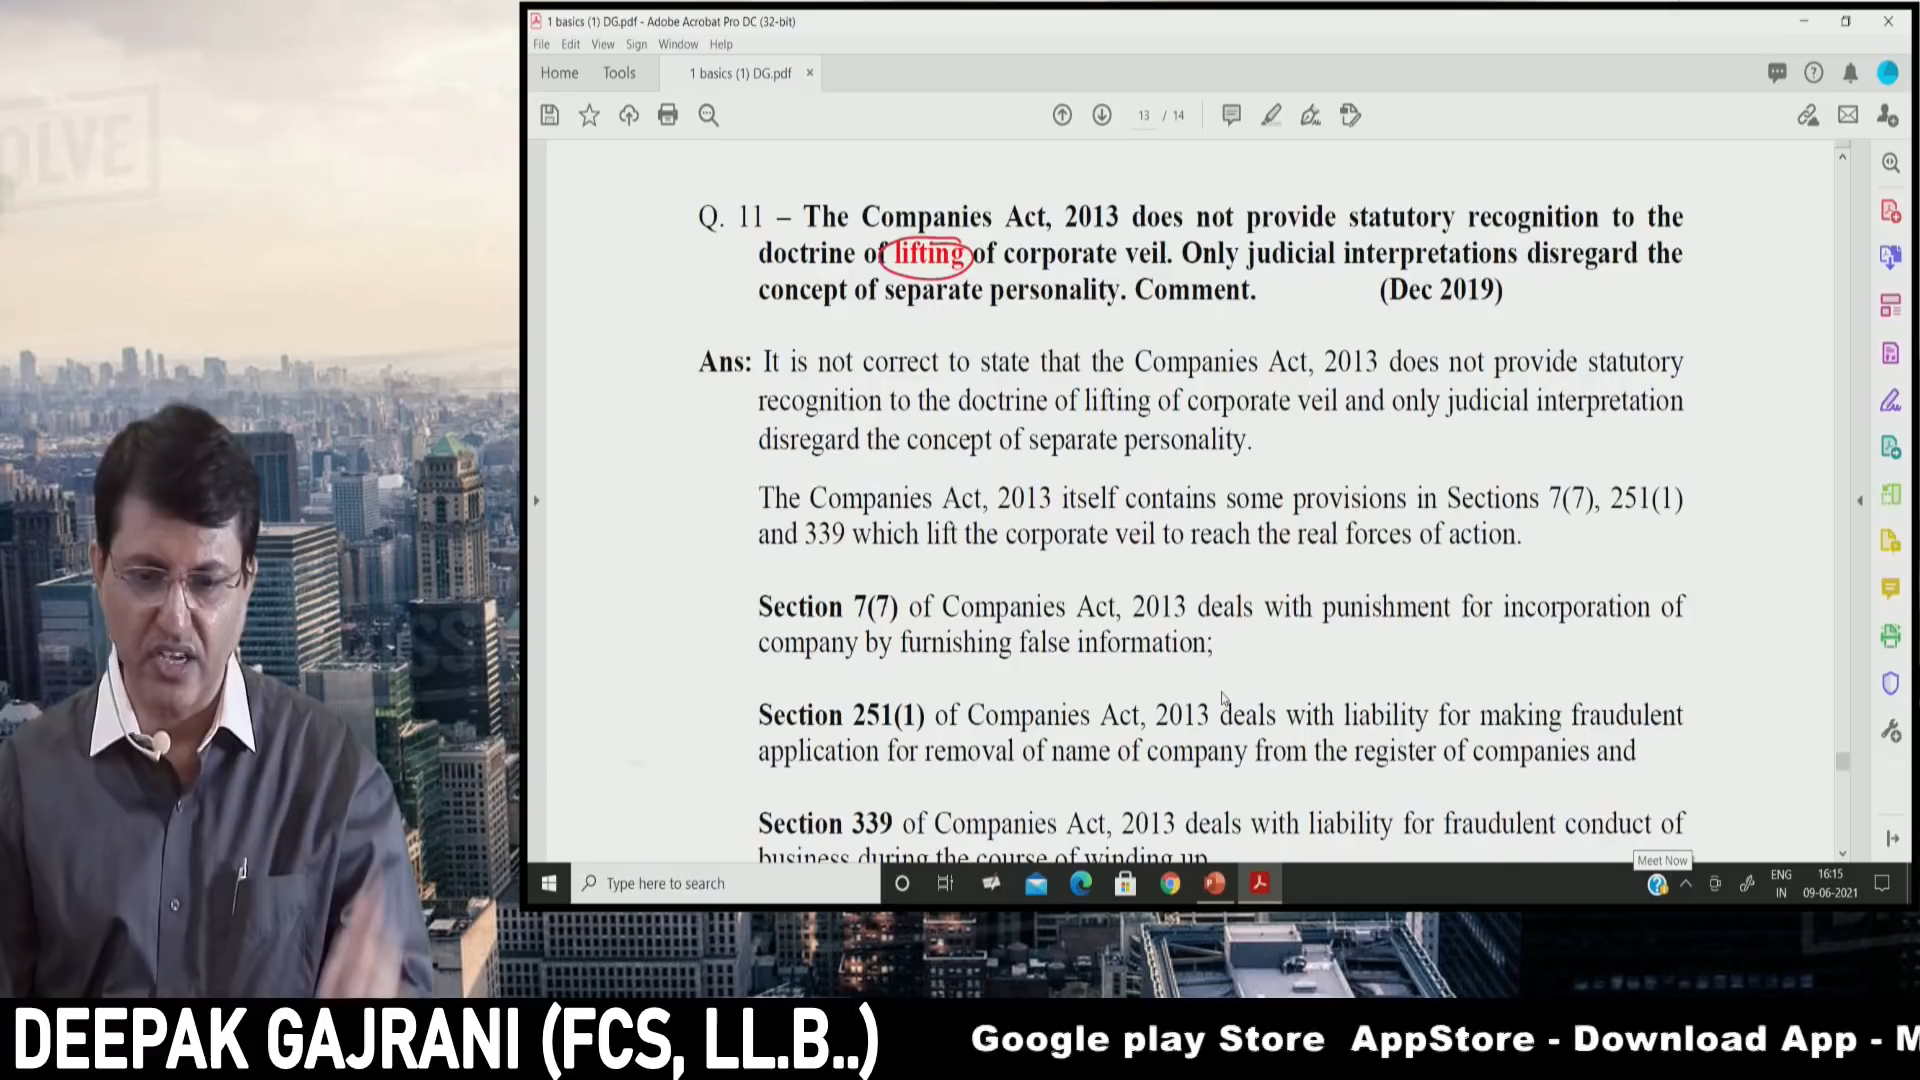 1 basics (1) DG.pdf - Adobe Acrobat Pro DC (32-bit)
File Edit View Sign Window Help
Home Tools 1 basics (1) DG.pdf ×
13 / 14
Q. 11 – The Companies Act, 2013 does not provide statutory recognition to the
doctrine of lifting of corporate veil. Only judicial interpretations disregard the
concept of separate personality. Comment. (Dec 2019)
Ans: It is not correct to state that the Companies Act, 2013 does not provide statutory
recognition to the doctrine of lifting of corporate veil and only judicial interpretation
disregard the concept of separate personality.
The Companies Act, 2013 itself contains some provisions in Sections 7(7), 251(1)
and 339 which lift the corporate veil to reach the real forces of action.
Section 7(7) of Companies Act, 2013 deals with punishment for incorporation of
company by furnishing false information;
Section 251(1) of Companies Act, 2013 deals with liability for making fraudulent
application for removal of name of company from the register of companies and
Section 339 of Companies Act, 2013 deals with liability for fraudulent conduct of
business during the course of winding up
Meet Now
Type here to search
ENG
IN
16:15
09-06-2021
OLVE
DEEPAK GAJRANI (FCS, LL.B..)
Google play Store AppStore - Download App - M